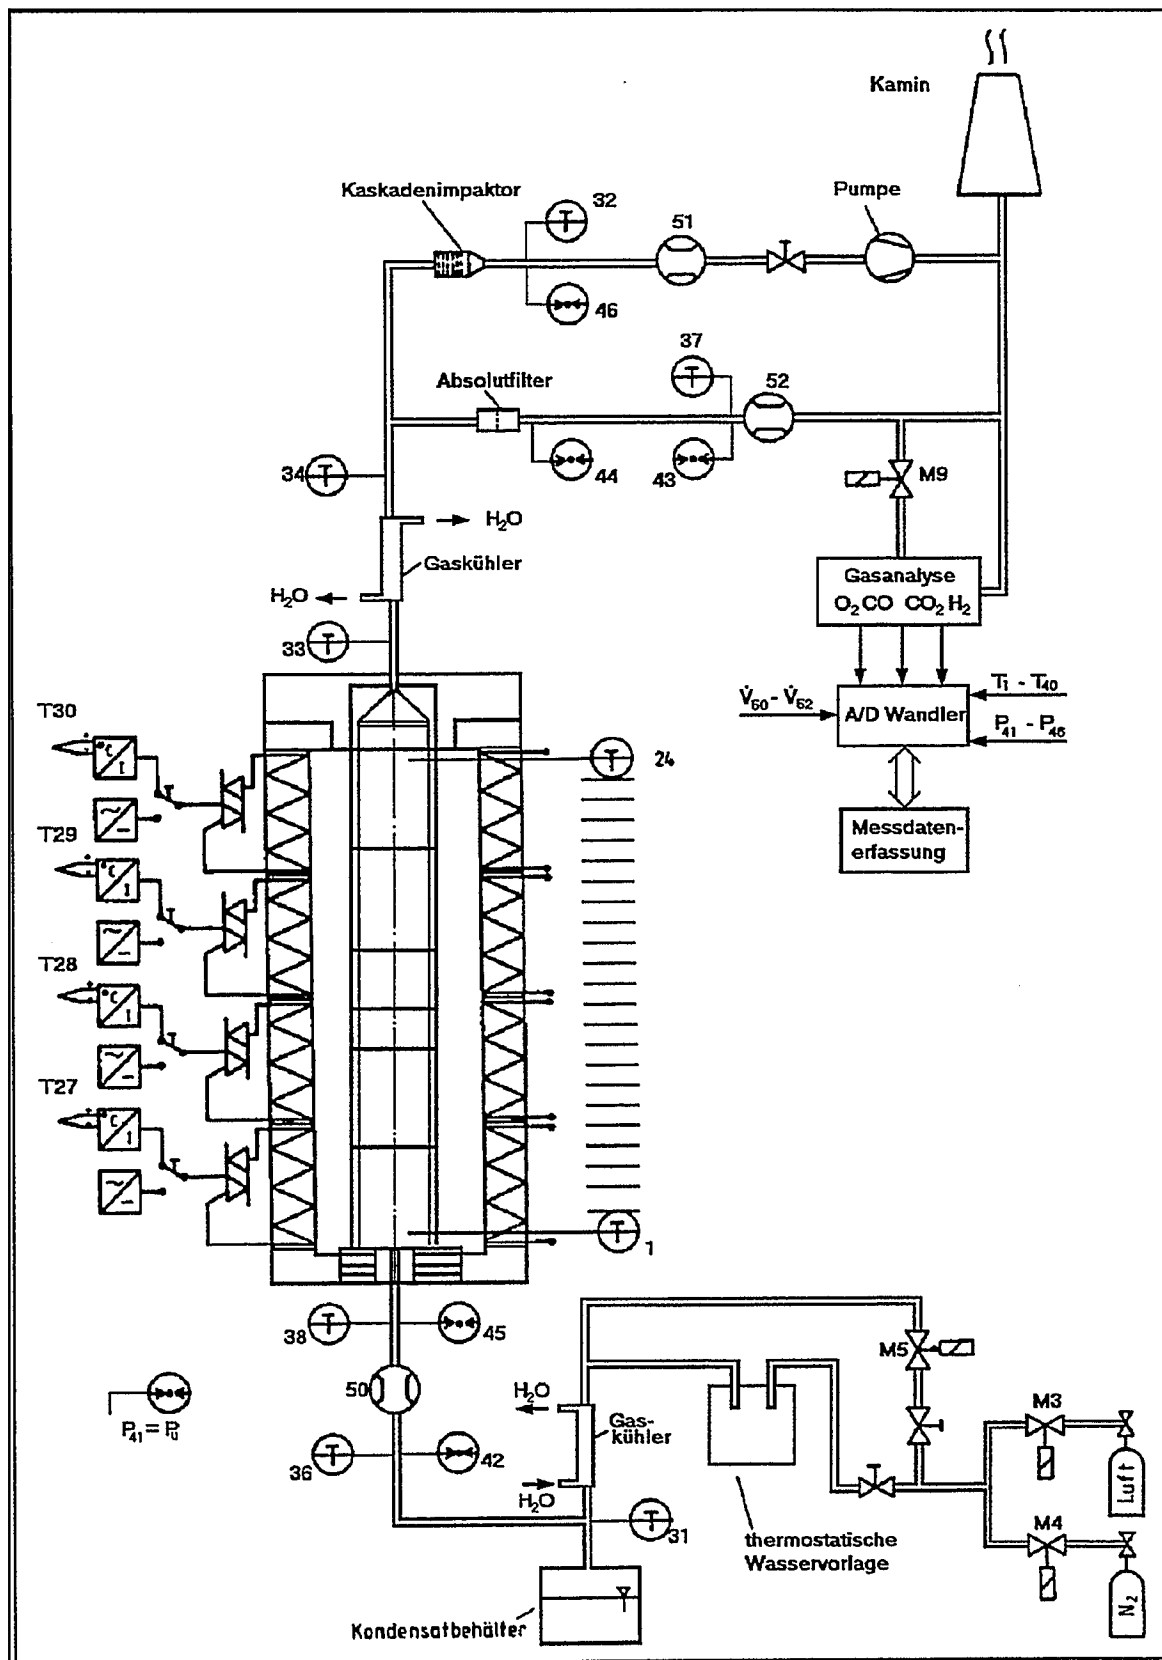 Kamin
Kaskadenimpaktor
32
51
Pumpe
T
46
37
Absolutfilter
T
52
34
T
44
43
M9
H₂O
Gaskühler
Gasanalyse
O₂ CO CO₂ H₂
H₂O
33
T
T₁ - T₄₀
V̇₅₀ - V̇₅₂
A/D Wandler
P₄₁ - P₄₆
T30
°C
I
T
24
Messdaten-
erfassung
T29
°C
I
T28
°C
I
T27
°C
I
T
1
38
T
45
M5
50
H₂O
M3
P₄₁ = Pᵤ
Gas-
kühler
36
T
42
Luft
H₂O
T
31
M4
thermostatische
Wasservorlage
N₂
Kondensatbehälter